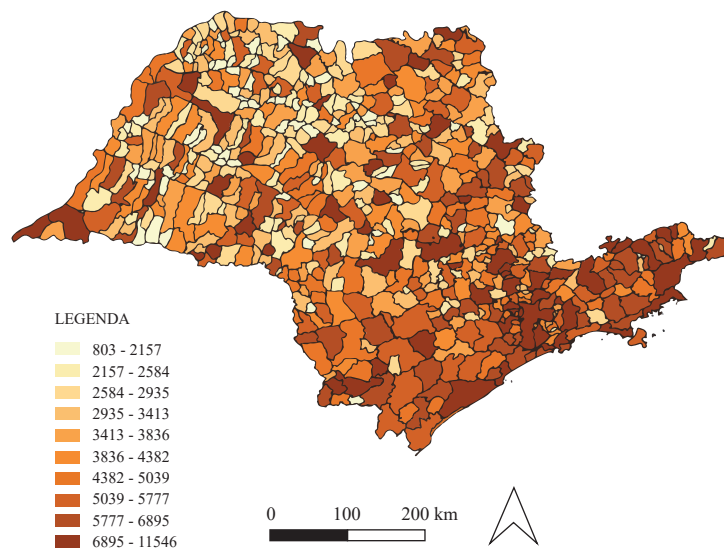 LEGENDA
803 - 2157
2157 - 2584
2584 - 2935
2935 - 3413
3413 - 3836
3836 - 4382
4382 - 5039
5039 - 5777
5777 - 6895
6895 - 11546
0 100 200 km